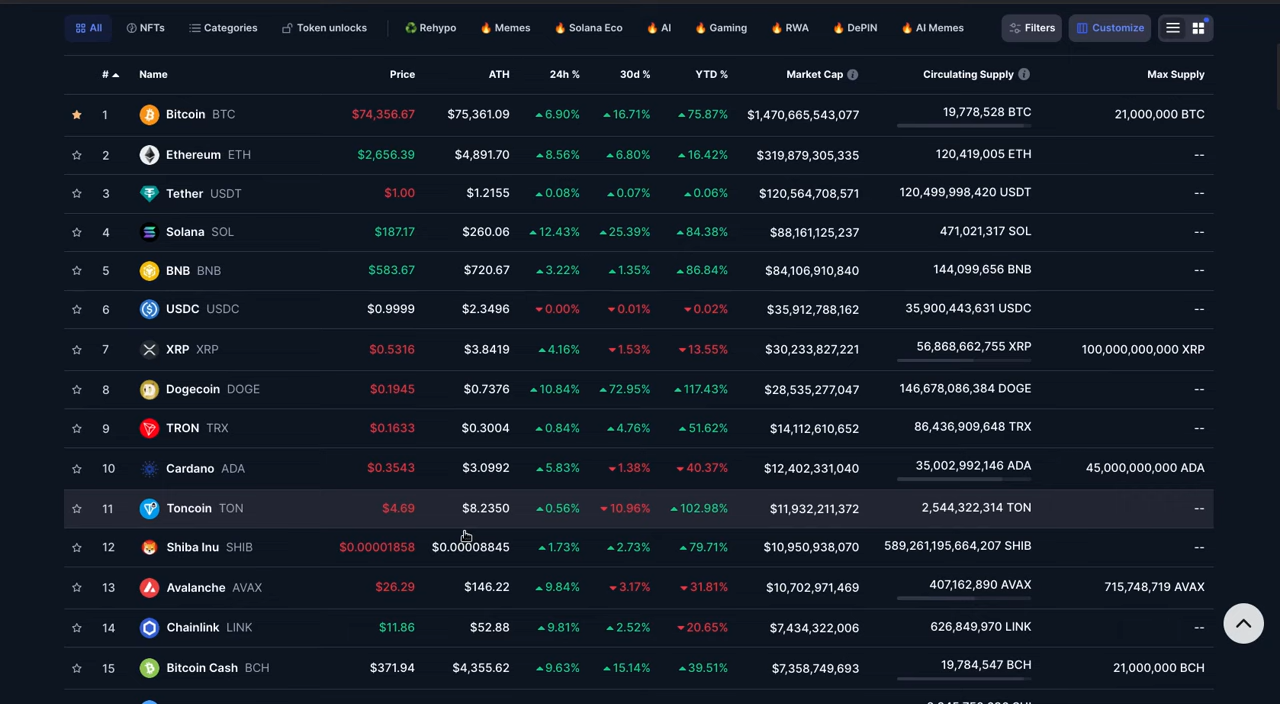 All NFTs Categories Token unlocks Rehypo Memes Solana Eco AI Gaming RWA DePIN AI Memes Filters Customize
# Name Price ATH 24h % 30d % YTD % Market Cap Circulating Supply Max Supply
1 Bitcoin BTC $74,356.67 $75,361.09 6.90% 16.71% 75.87% $1,470,665,543,077 19,778,528 BTC 21,000,000 BTC
2 Ethereum ETH $2,656.39 $4,891.70 8.56% 6.80% 16.42% $319,879,305,335 120,419,005 ETH --
3 Tether USDT $1.00 $1.2155 0.08% 0.07% 0.06% $120,564,708,571 120,499,998,420 USDT --
4 Solana SOL $187.17 $260.06 12.43% 25.39% 84.38% $88,161,125,237 471,021,317 SOL --
5 BNB BNB $583.67 $720.67 3.22% 1.35% 86.84% $84,106,910,840 144,099,656 BNB --
6 USDC USDC $0.9999 $2.3496 0.00% 0.01% 0.02% $35,912,788,162 35,900,443,631 USDC --
7 XRP XRP $0.5316 $3.8419 4.16% 1.53% 13.55% $30,233,827,221 56,868,662,755 XRP 100,000,000,000 XRP
8 Dogecoin DOGE $0.1945 $0.7376 10.84% 72.95% 117.43% $28,535,277,047 146,678,086,384 DOGE --
9 TRON TRX $0.1633 $0.3004 0.84% 4.76% 51.62% $14,112,610,652 86,436,909,648 TRX --
10 Cardano ADA $0.3543 $3.0992 5.83% 1.38% 40.37% $12,402,331,040 35,002,992,146 ADA 45,000,000,000 ADA
11 Toncoin TON $4.69 $8.2350 0.56% 10.96% 102.98% $11,932,211,372 2,544,322,314 TON --
12 Shiba Inu SHIB $0.00001858 $0.00008845 1.73% 2.73% 79.71% $10,950,938,070 589,261,195,664,207 SHIB --
13 Avalanche AVAX $26.29 $146.22 9.84% 3.17% 31.81% $10,702,971,469 407,162,890 AVAX 715,748,719 AVAX
14 Chainlink LINK $11.86 $52.88 9.81% 2.52% 20.65% $7,434,322,006 626,849,970 LINK --
15 Bitcoin Cash BCH $371.94 $4,355.62 9.63% 15.14% 39.51% $7,358,749,693 19,784,547 BCH 21,000,000 BCH